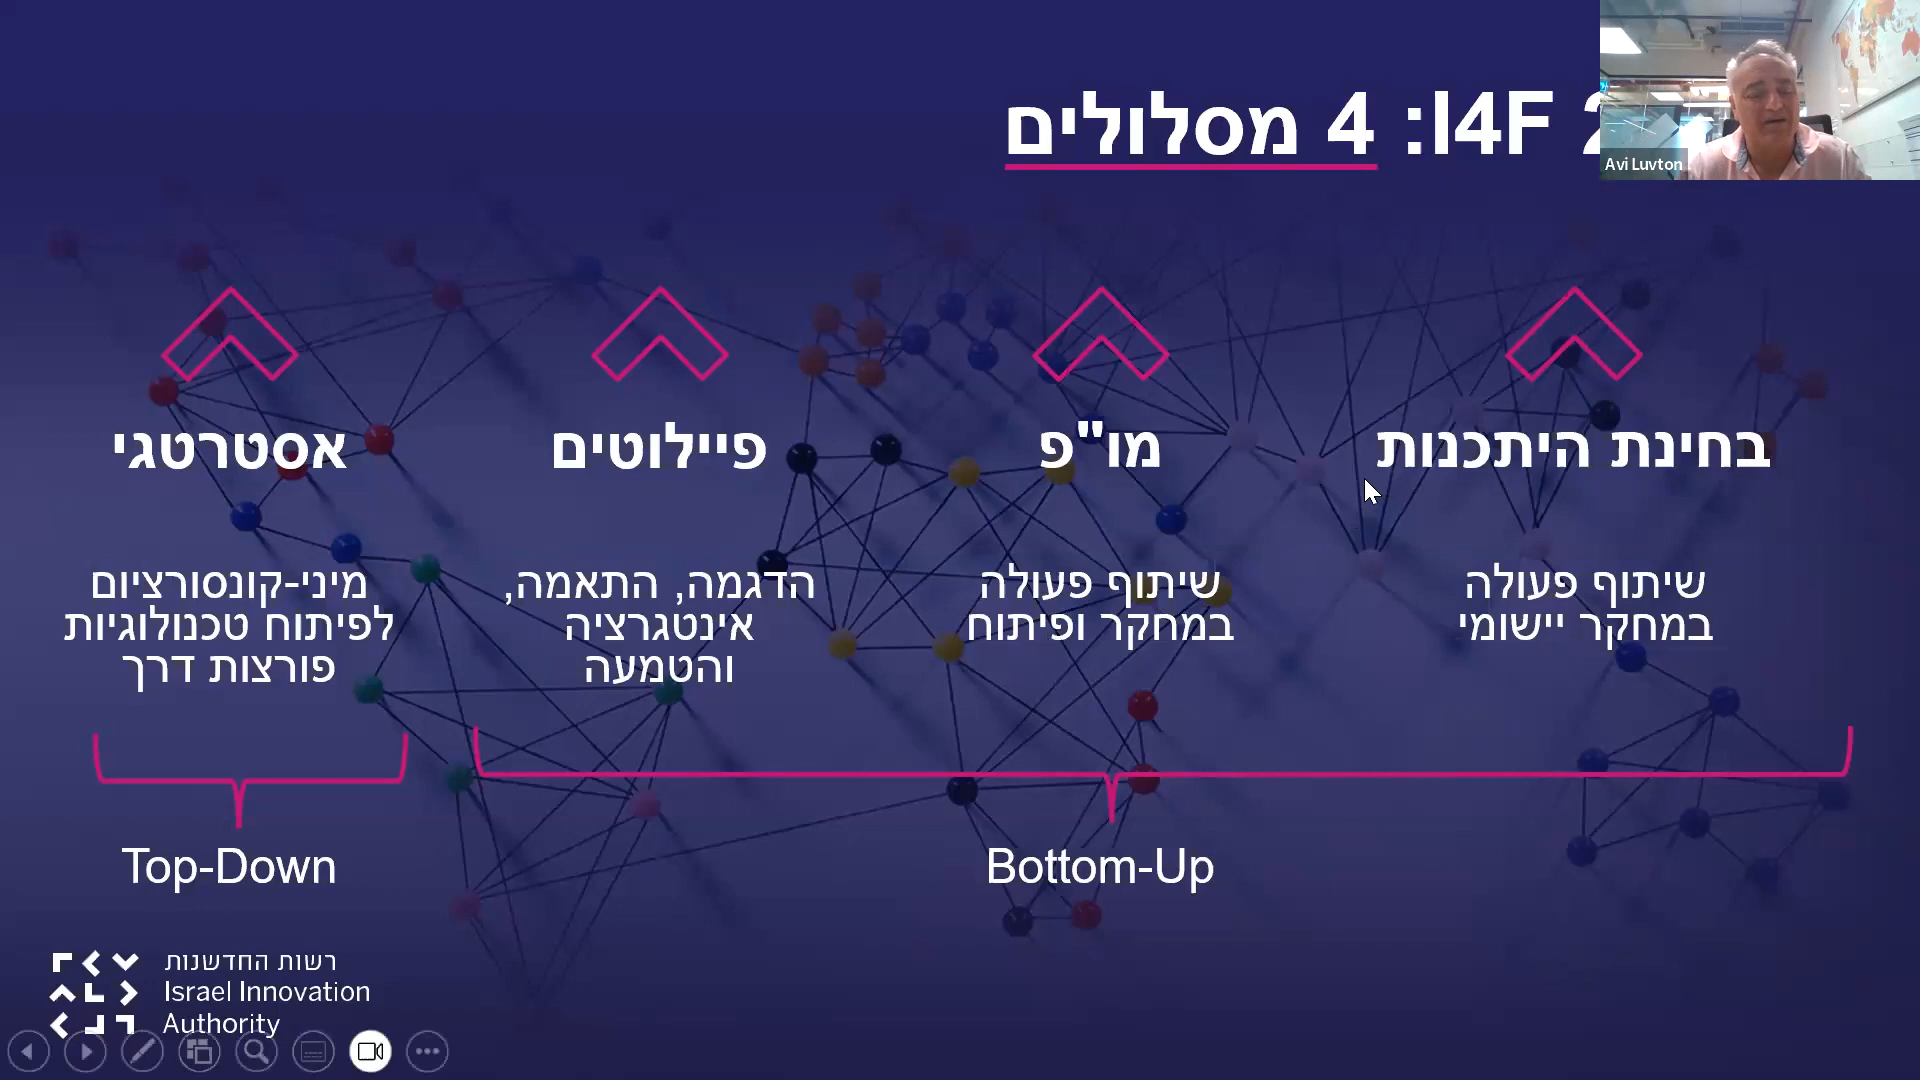 I4F: 4 מסלולים
Avi Luvton
בחינת היתכנות
שיתוף פעולה
במחקר יישומי
מו"פ
שיתוף פעולה
במחקר ופיתוח
פיילוטים
הדגמה, התאמה,
אינטגרציה
והטמעה
אסטרטגי
מיני-קונסורציום
לפיתוח טכנולוגיות
פורצות דרך
Bottom-Up
Top-Down
רשות החדשנות
Israel Innovation
Authority